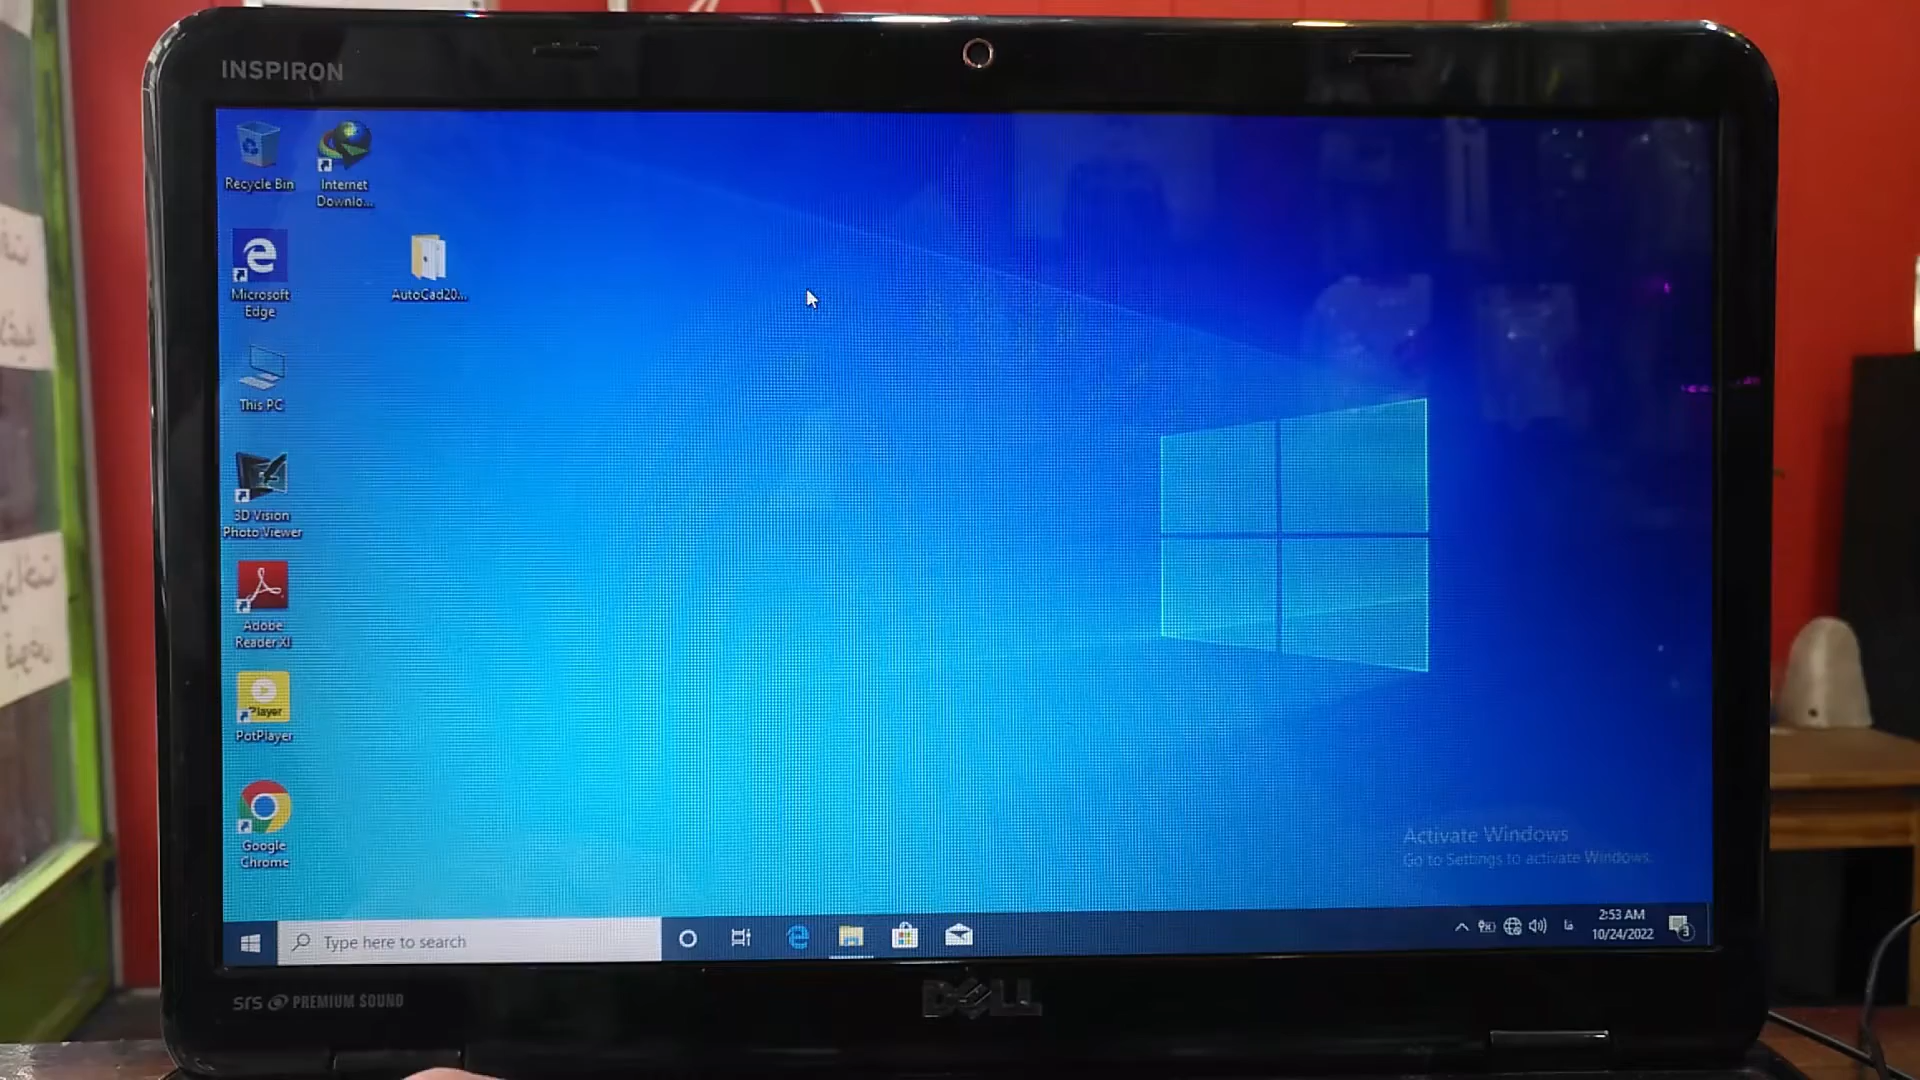 INSPIRON
Recycle Bin
Internet
Downlo...
Microsoft
Edge
AutoCad20...
This PC
3D Vision
Photo Viewer
Adobe
Reader XI
Player
PotPlayer
Google
Chrome
Activate Windows
Go to Settings to activate Windows.
Type here to search
فا
2:53 AM
10/24/2022
3
SRS PREMIUM SOUND
DELL